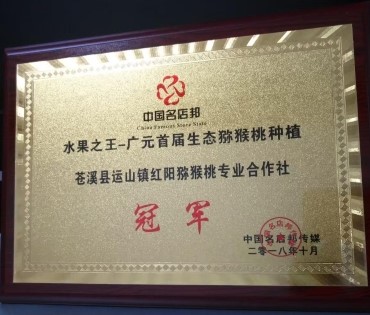 中国名店邦
China Famous Store State
水果之王-广元首届生态猕猴桃种植
苍溪县运山镇红阳猕猴桃专业合作社
冠军
中国名店邦传媒
二零一八年十月